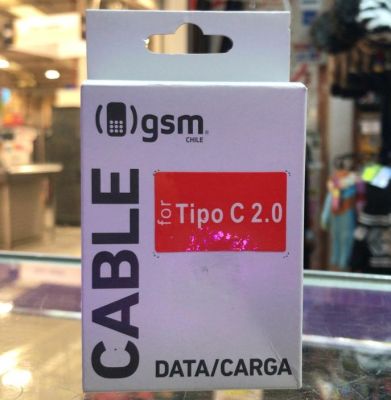 gsm®
CHILE
CABLE
for
Tipo C 2.0
DATA/CARGA